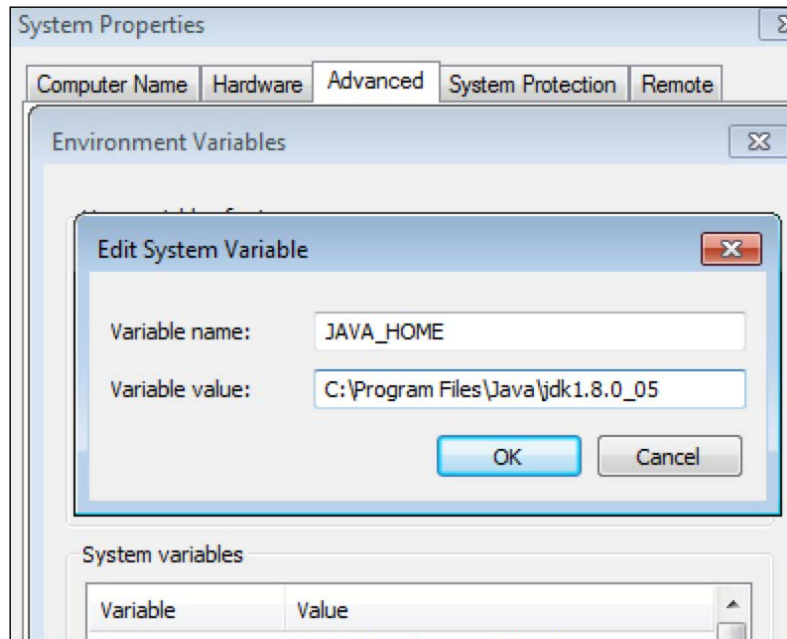 System Properties
Computer Name Hardware Advanced System Protection Remote
Environment Variables
Edit System Variable
Variable name: JAVA_HOME
Variable value: C:\Program Files\Java\jdk1.8.0_05
OK Cancel
System variables
Variable Value